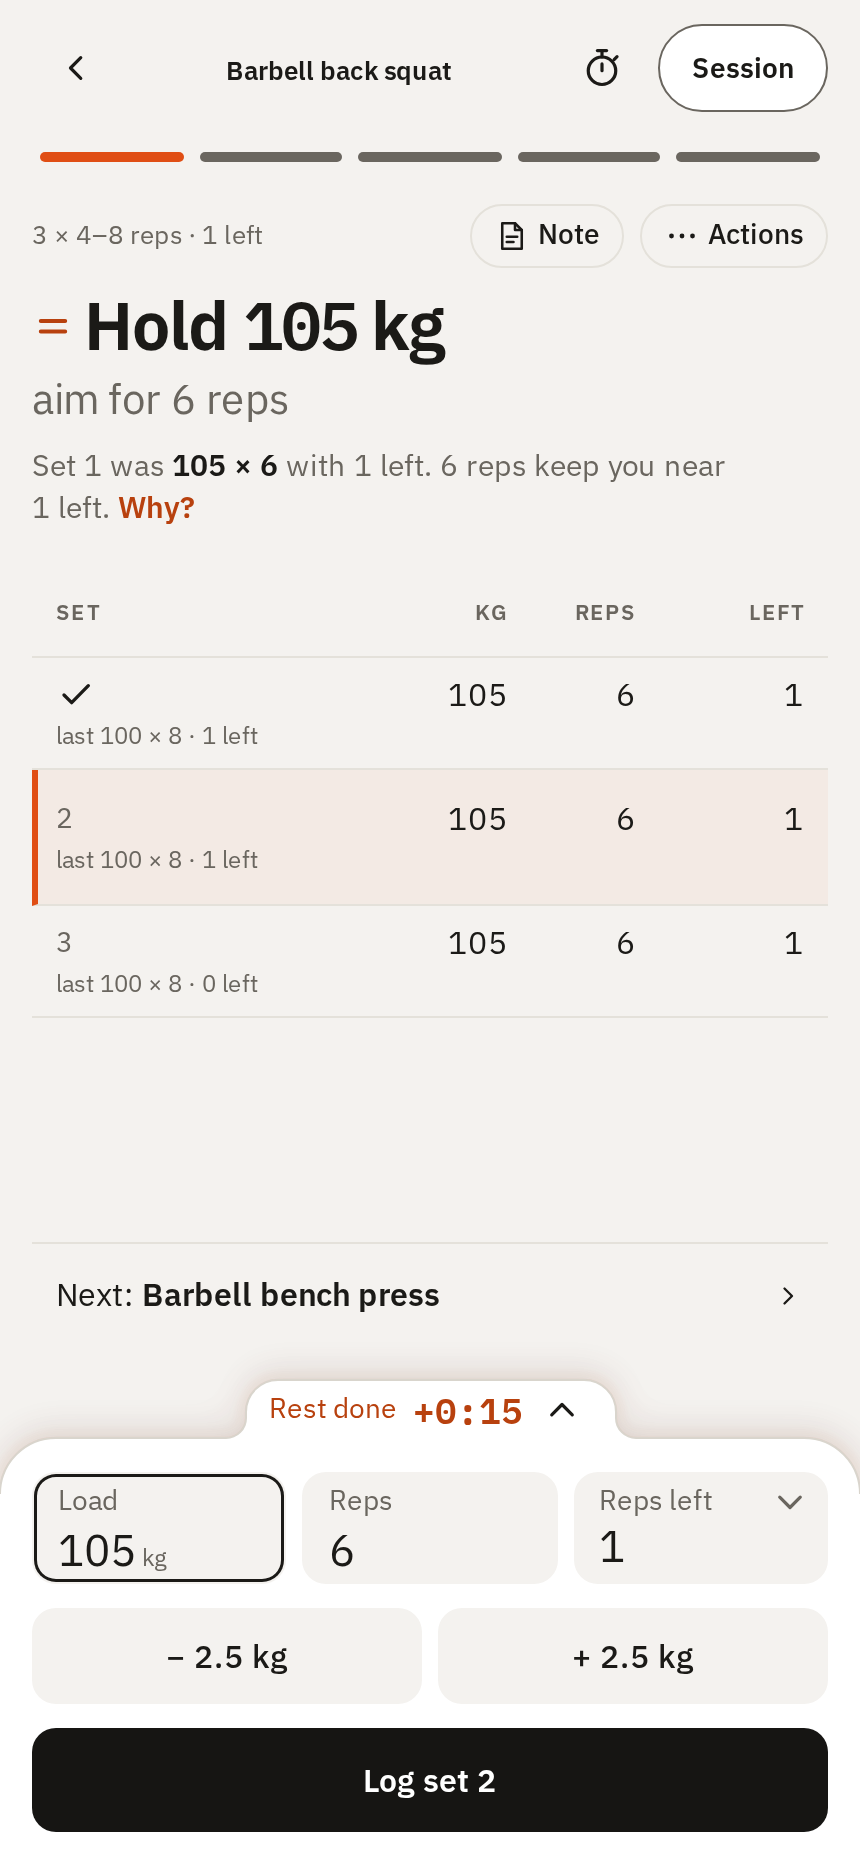 Barbell back squat
Session
3 × 4–8 reps · 1 left
Note
··· Actions
= Hold 105 kg
aim for 6 reps
Set 1 was 105 × 6 with 1 left. 6 reps keep you near
1 left. Why?
SET KG REPS LEFT
105 6 1
last 100 × 8 · 1 left
2 105 6 1
last 100 × 8 · 1 left
3 105 6 1
last 100 × 8 · 0 left
Next: Barbell bench press
Rest done +0:15
Load Reps Reps left
105 kg 6 1
− 2.5 kg + 2.5 kg
Log set 2